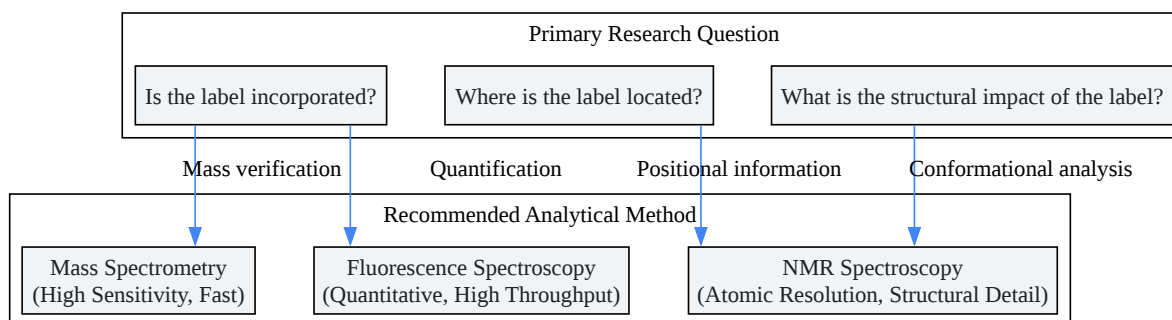 Primary Research Question
Is the label incorporated?
Where is the label located?
What is the structural impact of the label?
Mass verification
Quantification
Positional information
Conformational analysis
Recommended Analytical Method
Mass Spectrometry
(High Sensitivity, Fast)
Fluorescence Spectroscopy
(Quantitative, High Throughput)
NMR Spectroscopy
(Atomic Resolution, Structural Detail)